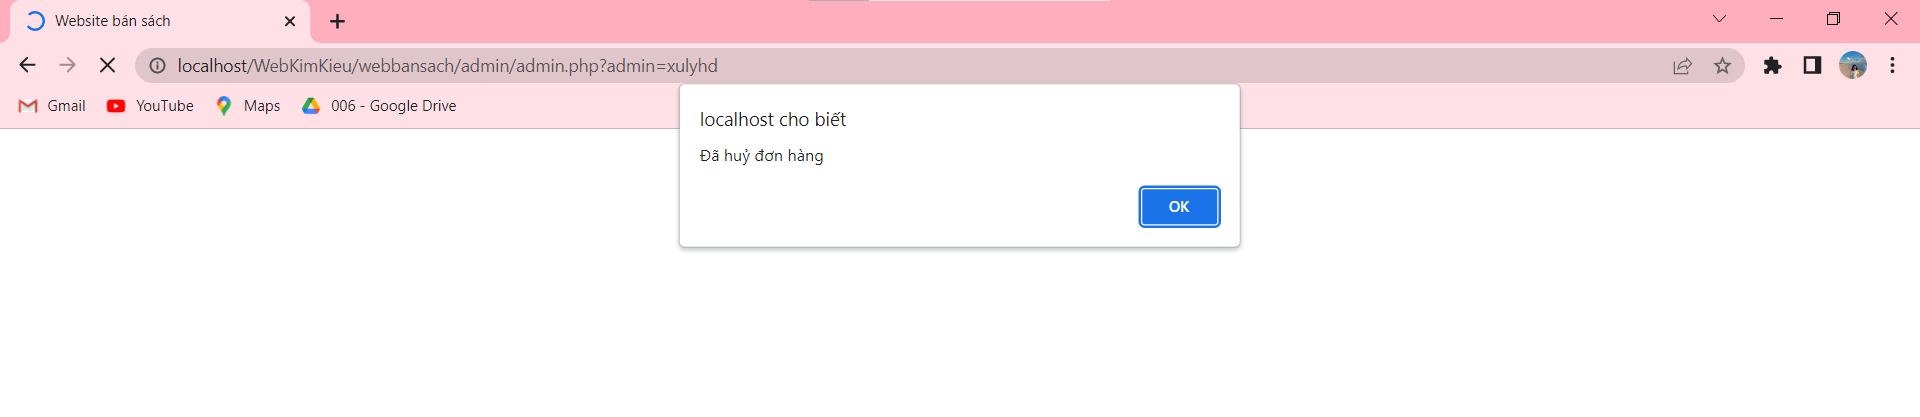 Website bán sách
localhost/WebKimKieu/webbansach/admin/admin.php?admin=xulyhd
Gmail YouTube Maps 006 - Google Drive
localhost cho biết
Đã huỷ đơn hàng
OK